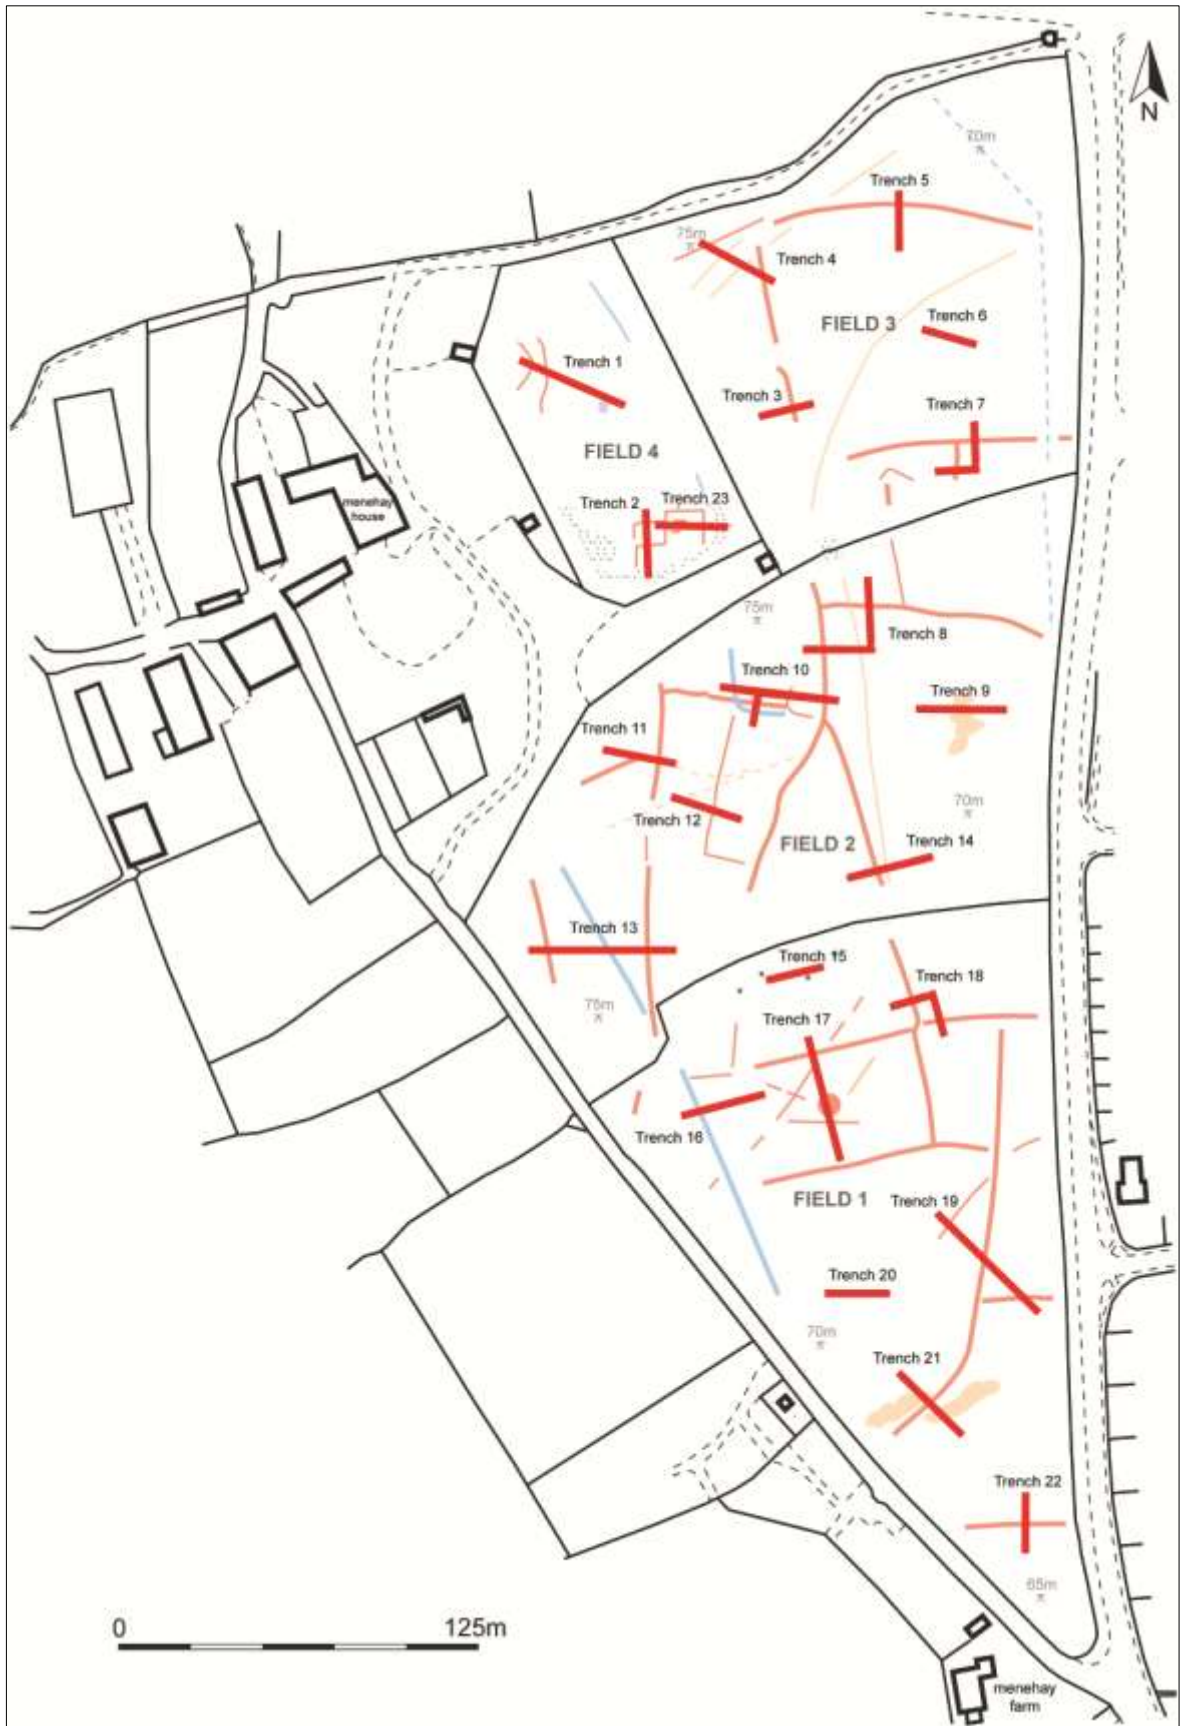 70m
N
Trench 5
75m
Trench 4
FIELD 3
Trench 6
Trench 1
Trench 3
Trench 7
FIELD 4
menehay
house
Trench 2
Trench 23
75m
Trench 8
Trench 10
Trench 9
Trench 11
70m
Trench 12
FIELD 2
Trench 14
Trench 13
Trench 15
Trench 18
75m
Trench 17
Trench 16
FIELD 1
Trench 19
Trench 20
70m
Trench 21
Trench 22
65m
0
125m
menehay
farm